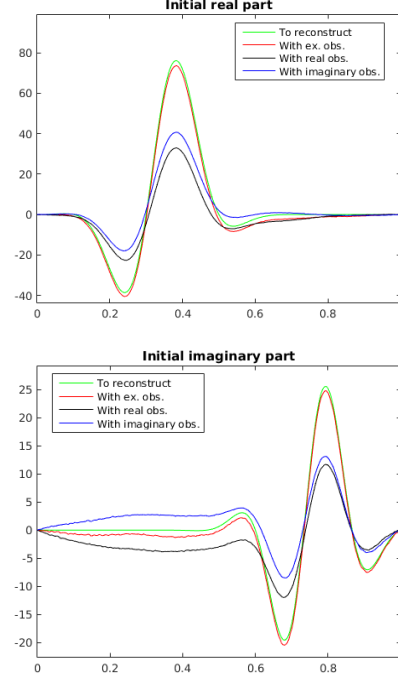 Initial real part
To reconstruct
With ex. obs.
With real obs.
With imaginary obs.
80
60
40
20
0
-20
-40
0 0.2 0.4 0.6 0.8
Initial imaginary part
To reconstruct
With ex. obs.
With real obs.
With imaginary obs.
25
20
15
10
5
0
-5
-10
-15
-20
0 0.2 0.4 0.6 0.8